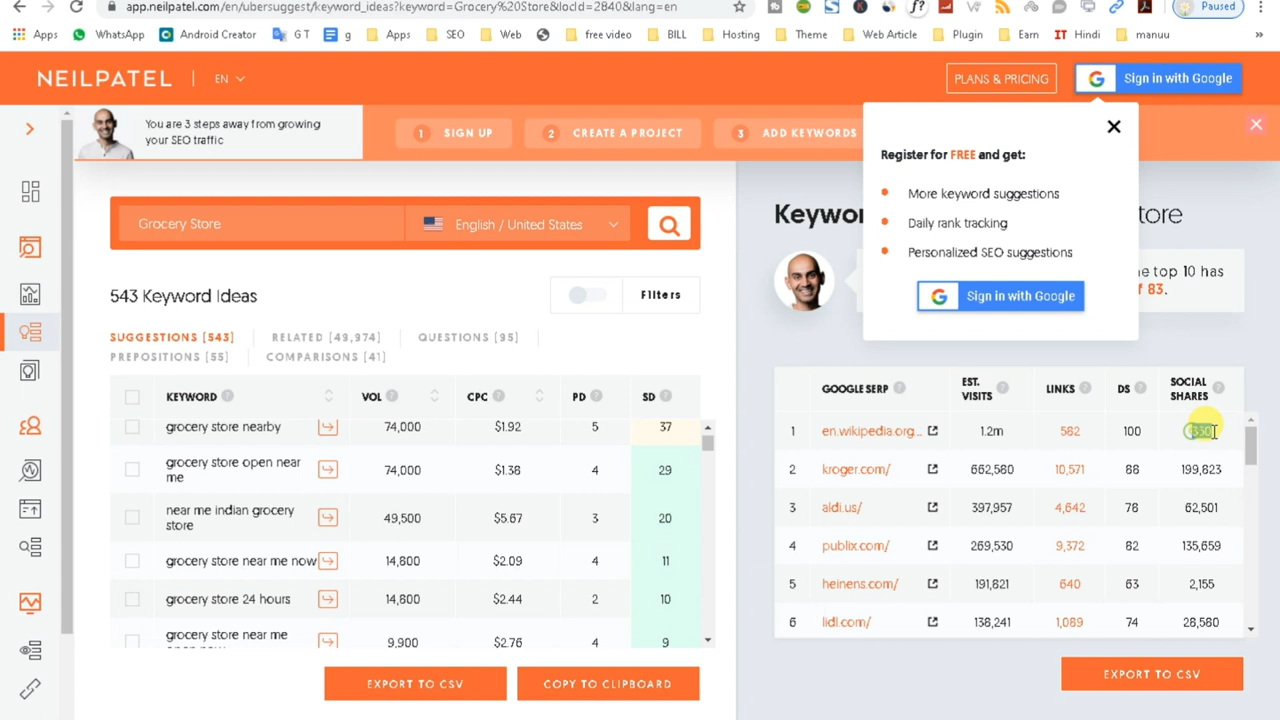 app.neilpatel.com/en/ubersuggest/keyword_ideas?keyword=Grocery%20Store&locId=2840&lang=en
Paused
Apps
WhatsApp
Android Creator
G T
g
Apps
SEO
Web
free video
BILL
Hosting
Theme
Web Article
Plugin
Earn
IT Hindi
manuu
»
NEILPATEL
EN
PLANS & PRICING
Sign in with Google
You are 3 steps away from growing
your SEO traffic
1 SIGN UP
2 CREATE A PROJECT
3 ADD KEYWORDS
Register for FREE and get:
More keyword suggestions
Daily rank tracking
Personalized SEO suggestions
Sign in with Google
Grocery Store
English / United States
543 Keyword Ideas
Filters
SUGGESTIONS [543]
RELATED [49,974]
QUESTIONS [95]
PREPOSITIONS [55]
COMPARISONS [41]
KEYWORD VOL CPC PD SD
grocery store nearby 74,000 $1.92 5 37
grocery store open near
me 74,000 $1.38 4 29
near me indian grocery
store 49,500 $5.67 3 20
grocery store near me now 14,800 $2.09 4 11
grocery store 24 hours 14,800 $2.44 2 10
grocery store near me
9,900 $2.76 4 9
EXPORT TO CSV
COPY TO CLIPBOARD
Keywo
tore
ne top 10 has
of 83.
GOOGLE SERP EST. VISITS LINKS DS SOCIAL SHARES
1 en.wikipedia.org... 1.2m 582 100
2 kroger.com/ 662,580 10,571 88 199,823
3 aldi.us/ 397,957 4,642 78 62,501
4 publix.com/ 269,530 9,372 82 135,659
5 heinens.com/ 191,821 640 63 2,155
6 lidl.com/ 138,241 1,089 74 28,580
EXPORT TO CSV